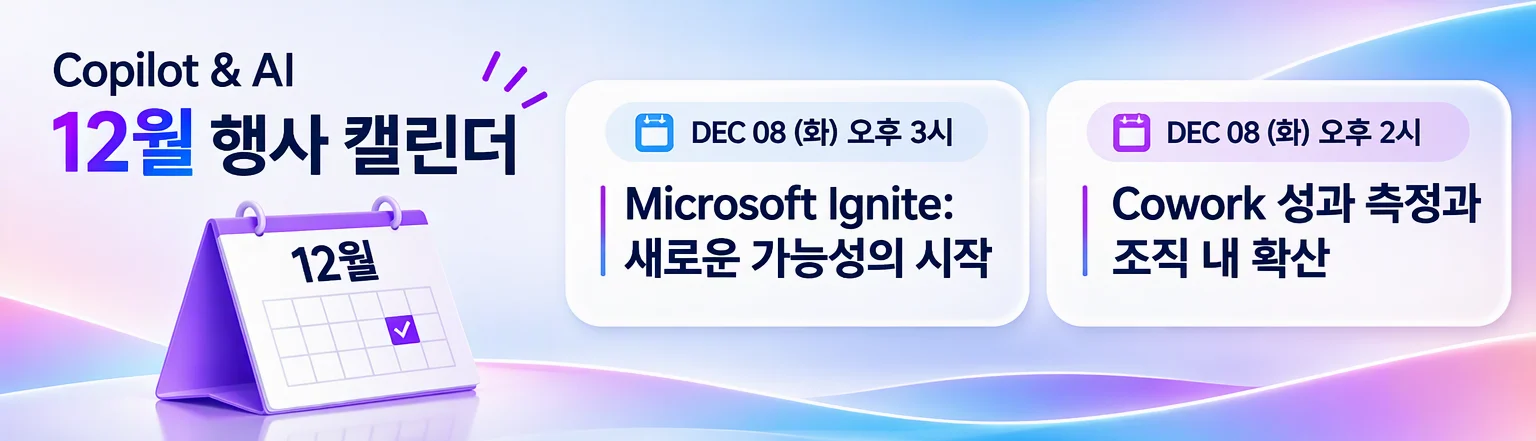 Copilot & AI
12월 행사 캘린더
12월
DEC 08 (화) 오후 3시
Microsoft Ignite:
새로운 가능성의 시작
DEC 08 (화) 오후 2시
Cowork 성과 측정과
조직 내 확산